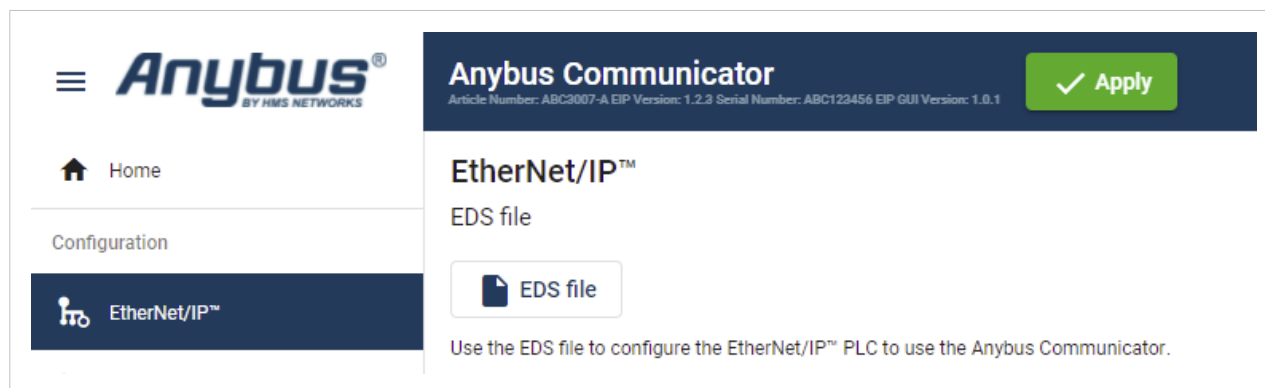 Anybus®
BY HMS NETWORKS
Anybus Communicator
Article Number: ABC3007-A EIP Version: 1.2.3 Serial Number: ABC123456 EIP GUI Version: 1.0.1
Apply
Home
Configuration
EtherNet/IP™
EtherNet/IP™
EDS file
EDS file
Use the EDS file to configure the EtherNet/IP™ PLC to use the Anybus Communicator.